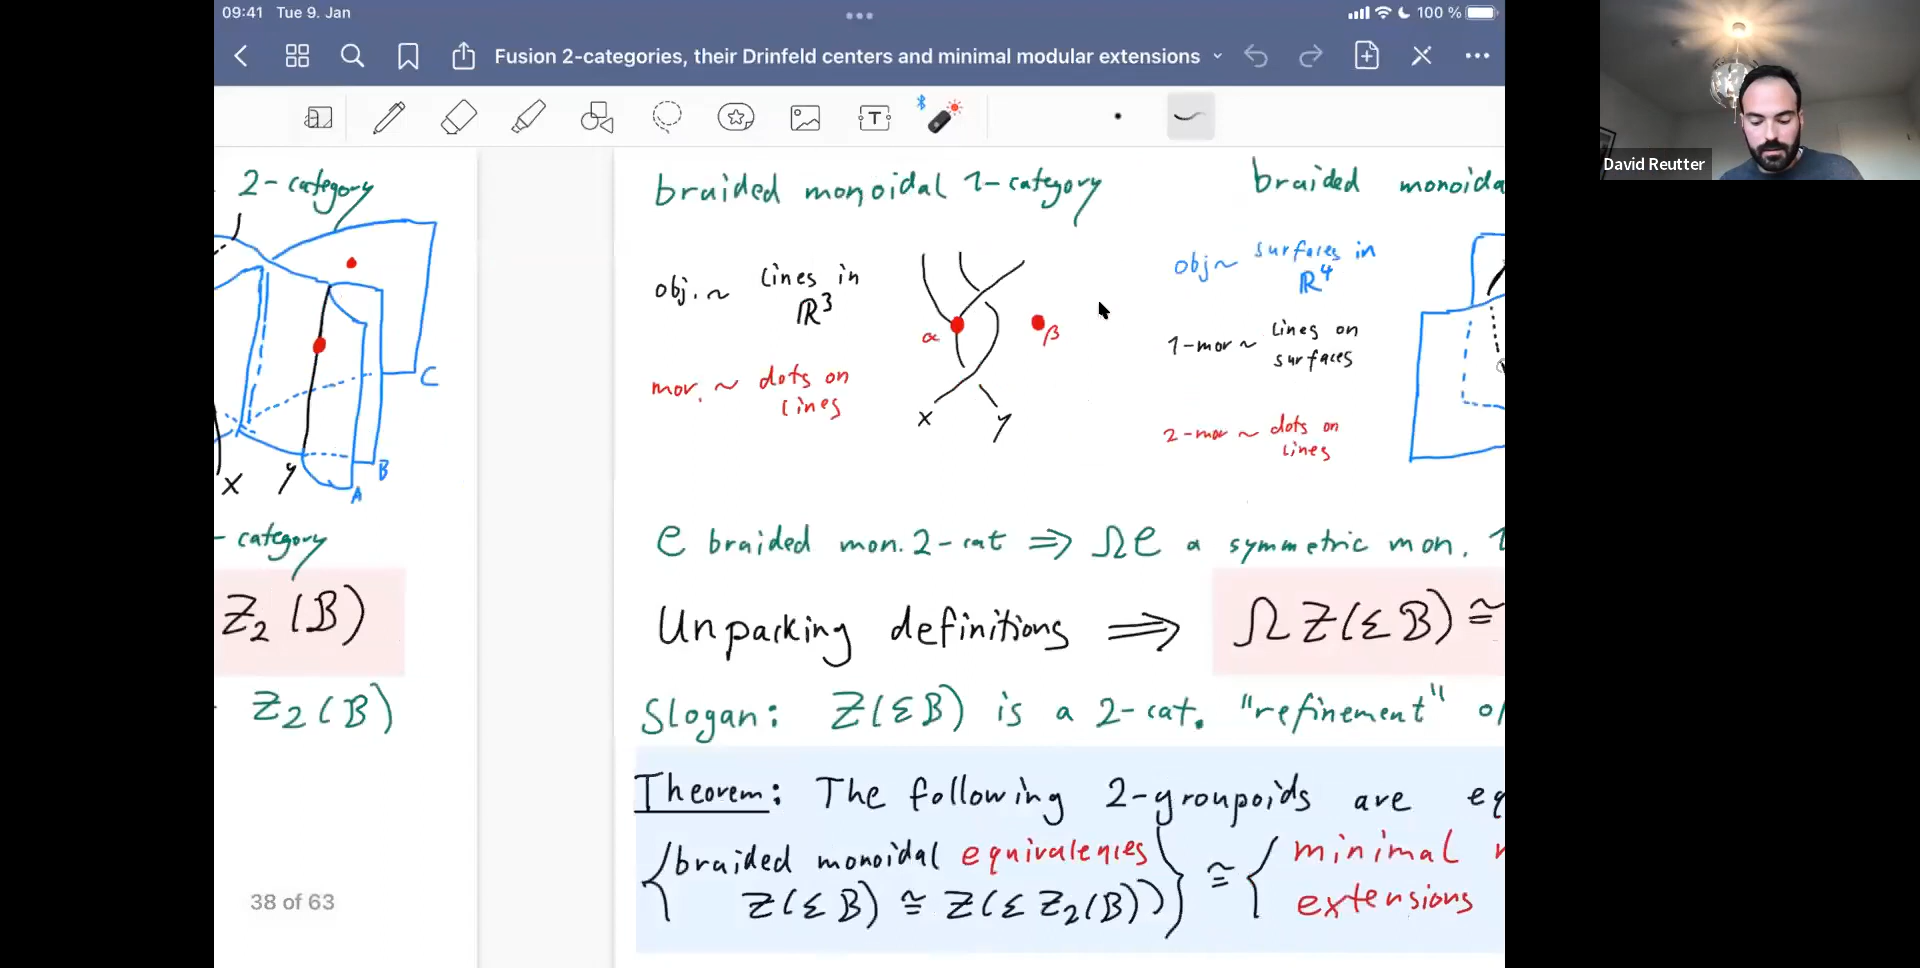 09:41 Tue 9. Jan
100 %
Fusion 2-categories, their Drinfeld centers and minimal modular extensions
David Reutter
2-category
C
B
A
x y
- category
Z₂(B)
Z₂(B)
38 of 63
braided monoidal 1-category
obj. ~ lines in ℝ³
mor. ~ dots on lines
α
β
x y
braided monoida
obj ~ surfaces in ℝ⁴
1-mor ~ lines on surfaces
2-mor ~ dots on lines
C braided mon. 2-cat ⇒ ΩC a symmetric mon. 1
Unpacking definitions ⟹ ΩZ(ΣB) ≅
Slogan: Z(ΣB) is a 2-cat. "refinement" of
Theorem: The following 2-groupoids are eq
{braided monoidal equivalences
Z(ΣB) ≅ Z(ΣZ₂(B))} ≅ {minimal
extensions